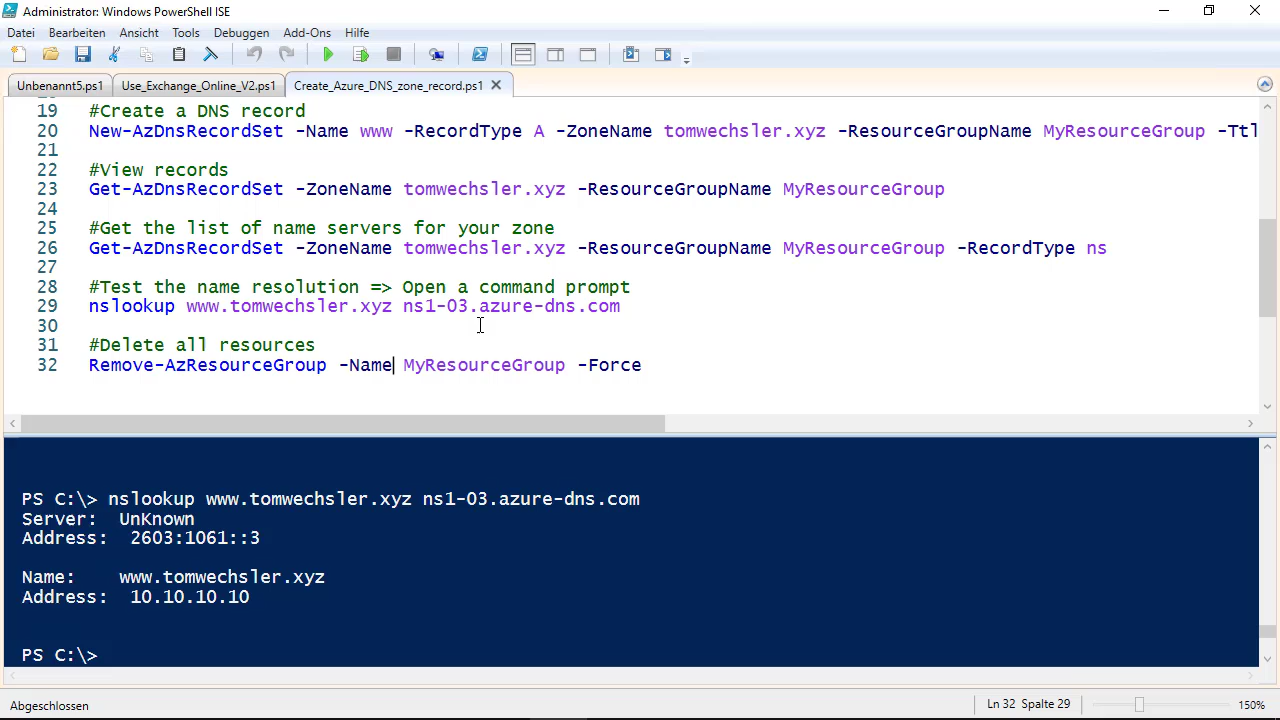 Administrator: Windows PowerShell ISE
Datei Bearbeiten Ansicht Tools Debuggen Add-Ons Hilfe
Unbenannt5.ps1 Use_Exchange_Online_V2.ps1 Create_Azure_DNS_zone_record.ps1
19 #Create a DNS record
20 New-AzDnsRecordSet -Name www -RecordType A -ZoneName tomwechsler.xyz -ResourceGroupName MyResourceGroup -Ttl
21
22 #View records
23 Get-AzDnsRecordSet -ZoneName tomwechsler.xyz -ResourceGroupName MyResourceGroup
24
25 #Get the list of name servers for your zone
26 Get-AzDnsRecordSet -ZoneName tomwechsler.xyz -ResourceGroupName MyResourceGroup -RecordType ns
27
28 #Test the name resolution => Open a command prompt
29 nslookup www.tomwechsler.xyz ns1-03.azure-dns.com
30
31 #Delete all resources
32 Remove-AzResourceGroup -Name MyResourceGroup -Force
PS C:\> nslookup www.tomwechsler.xyz ns1-03.azure-dns.com
Server: UnKnown
Address: 2603:1061::3
Name: www.tomwechsler.xyz
Address: 10.10.10.10
PS C:\>
Abgeschlossen Ln 32 Spalte 29 150%